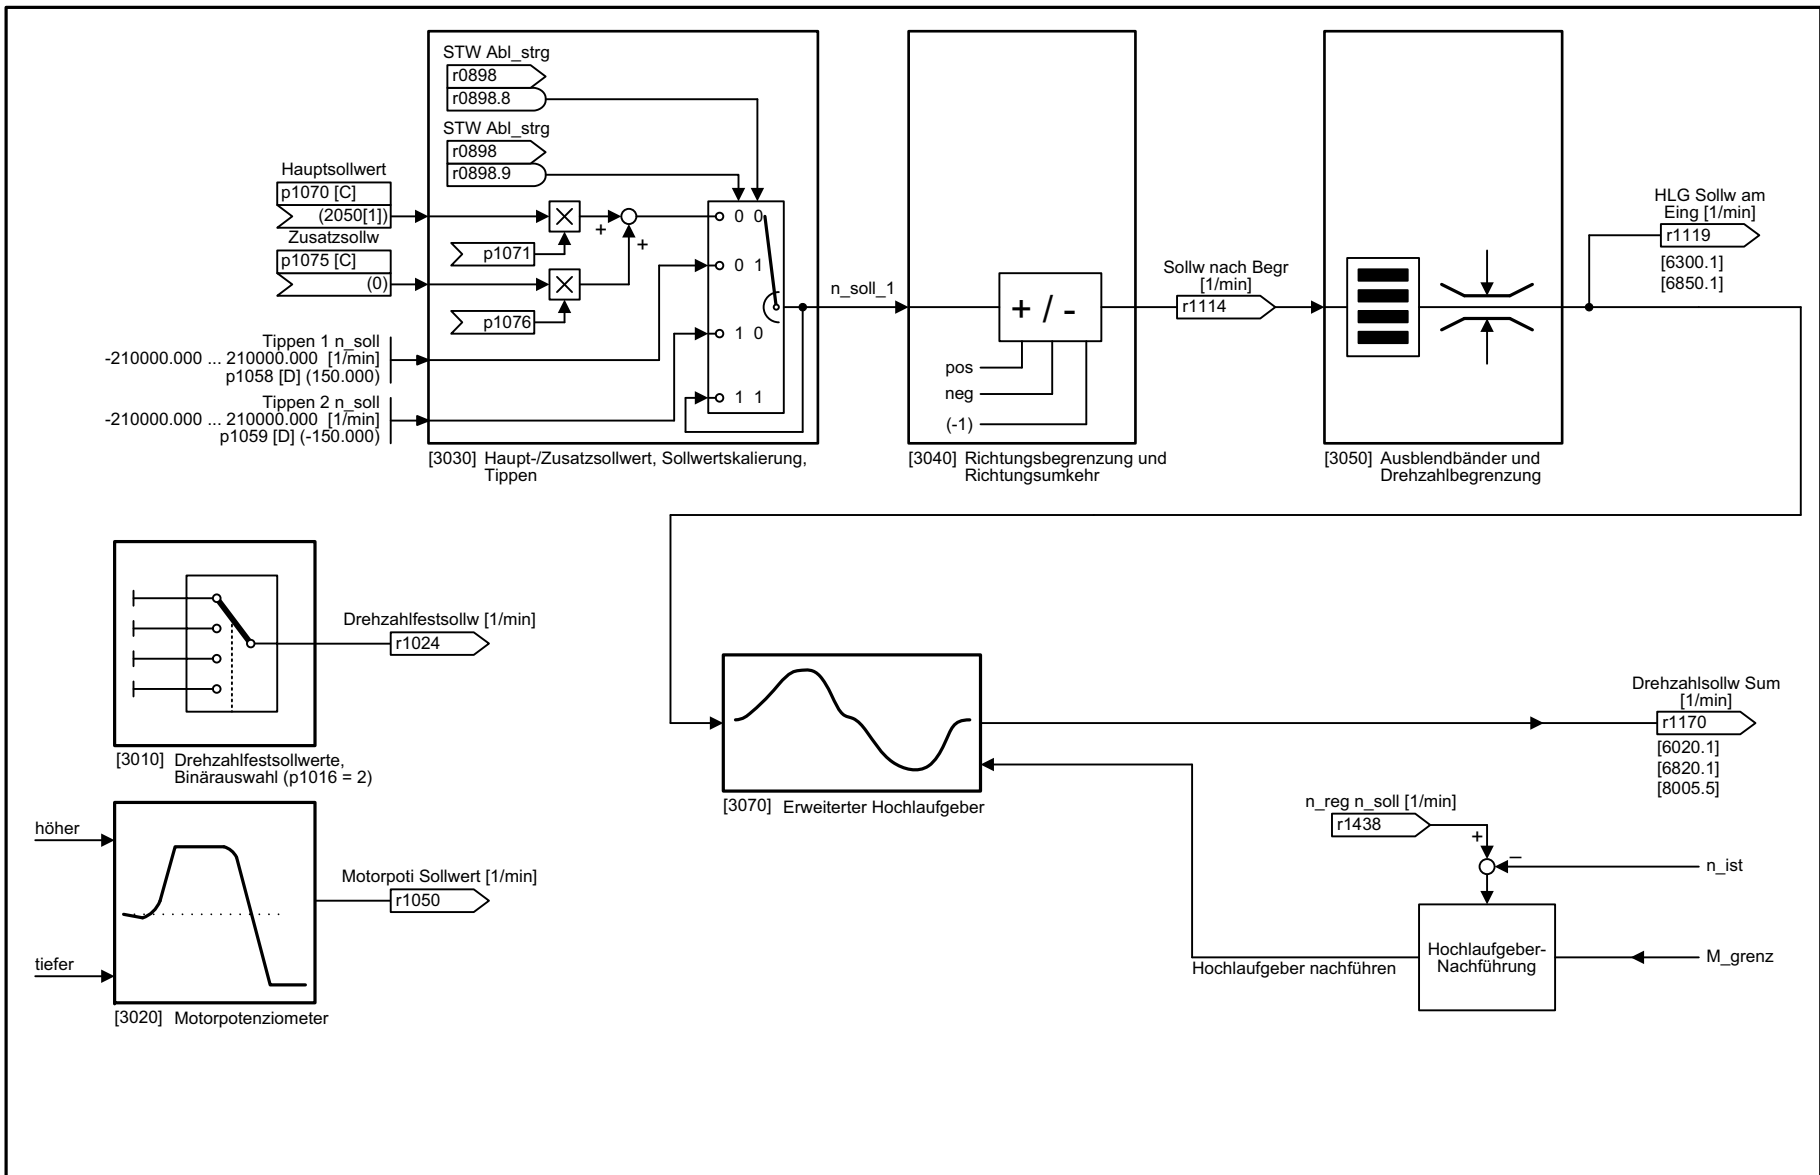 STW Abl_strg
r0898
r0898.8
STW Abl_strg
r0898
r0898.9
Hauptsollwert
p1070 [C]
(2050[1])
Zusatzsollw
p1075 [C]
(0)
p1071
p1076
+
+
0 0
0 1
1 0
1 1
Tippen 1 n_soll
-210000.000 ... 210000.000 [1/min]
p1058 [D] (150.000)
Tippen 2 n_soll
-210000.000 ... 210000.000 [1/min]
p1059 [D] (-150.000)
[3030] Haupt-/Zusatzsollwert, Sollwertskalierung,
Tippen
n_soll_1
+ / -
pos
neg
(-1)
[3040] Richtungsbegrenzung und
Richtungsumkehr
Sollw nach Begr
[1/min]
r1114
[3050] Ausblendbänder und
Drehzahlbegrenzung
HLG Sollw am
Eing [1/min]
r1119
[6300.1]
[6850.1]
Drehzahlfestsollw [1/min]
r1024
[3010] Drehzahlfestsollwerte,
Binärauswahl (p1016 = 2)
höher
tiefer
Motorpoti Sollwert [1/min]
r1050
[3020] Motorpotenziometer
[3070] Erweiterter Hochlaufgeber
Drehzahlsollw Sum
[1/min]
r1170
[6020.1]
[6820.1]
[8005.5]
n_reg n_soll [1/min]
r1438
+
–
n_ist
Hochlaufgeber-
Nachführung
M_grenz
Hochlaufgeber nachführen